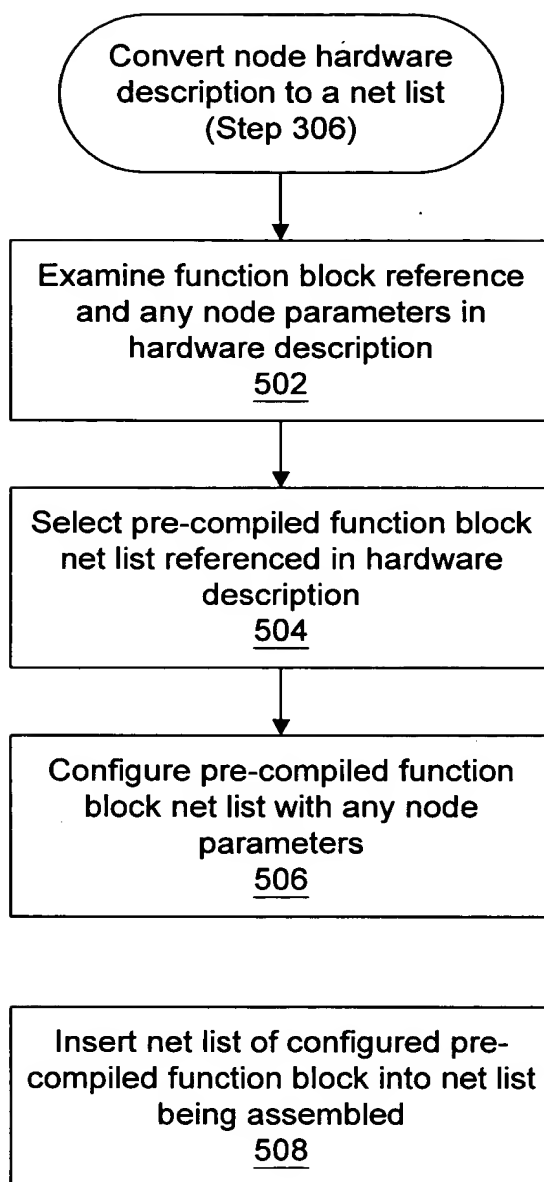 Convert node hardware
description to a net list
(Step 306)
Examine function block reference
and any node parameters in
hardware description
502
Select pre-compiled function block
net list referenced in hardware
description
504
Configure pre-compiled function
block net list with any node
parameters
506
Insert net list of configured pre-
compiled function block into net list
being assembled
508